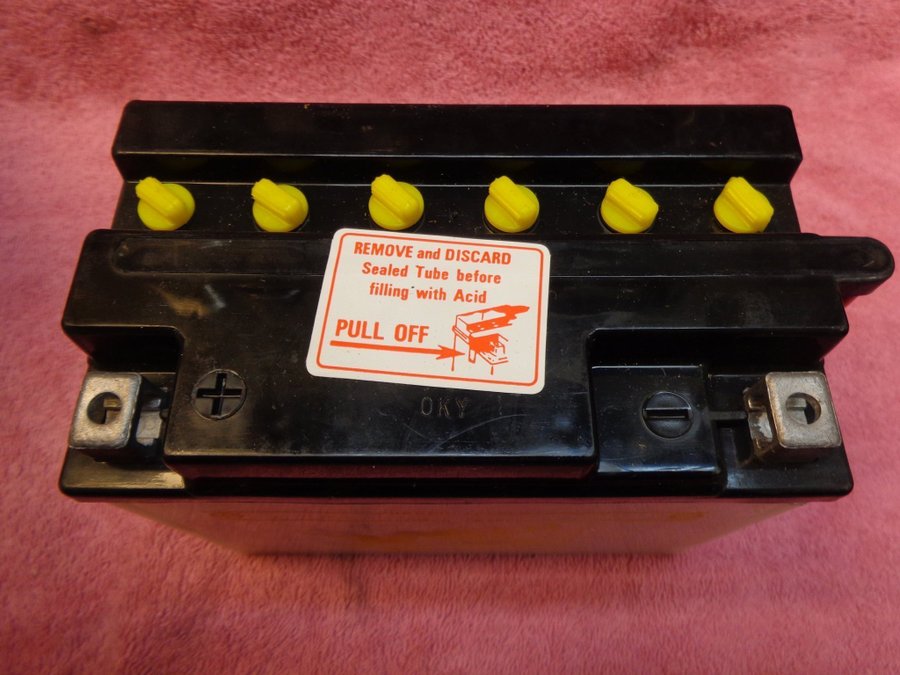 REMOVE and DISCARD
Sealed Tube before
filling with Acid
PULL OFF
OKY